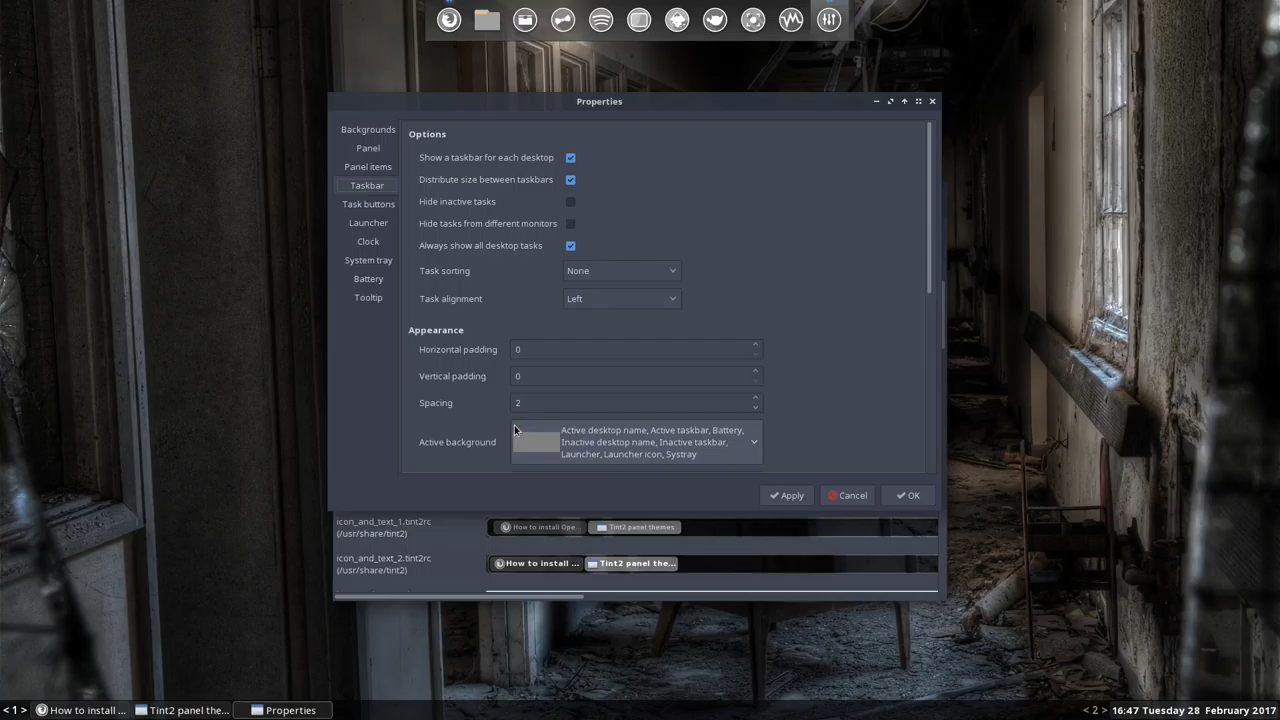 Properties
Backgrounds
Panel
Panel items
Taskbar
Task buttons
Launcher
Clock
System tray
Battery
Tooltip
Options
Show a taskbar for each desktop
Distribute size between taskbars
Hide inactive tasks
Hide tasks from different monitors
Always show all desktop tasks
Task sorting None
Task alignment Left
Appearance
Horizontal padding 0
Vertical padding 0
Spacing 2
Active background
Active desktop name, Active taskbar, Battery,
Inactive desktop name, Inactive taskbar,
Launcher, Launcher icon, Systray
Apply Cancel OK
icon_and_text_1.tint2rc
(/usr/share/tint2)
How to install Ope... Tint2 panel themes
icon_and_text_2.tint2rc
(/usr/share/tint2)
How to install ... Tint2 panel the...
< 1 > How to install ... Tint2 panel the... Properties < 2 > 16:47 Tuesday 28 February 2017